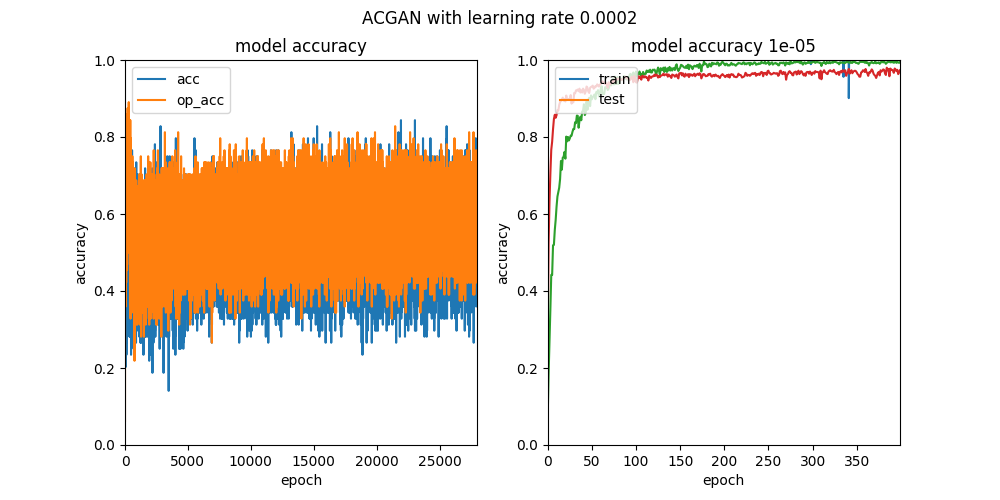 ACGAN with learning rate 0.0002
model accuracy
acc
op_acc
1.0
0.8
0.6
0.4
0.2
0.0
accuracy
0
5000
10000
15000
20000
25000
epoch
model accuracy 1e-05
train
test
1.0
0.8
0.6
0.4
0.2
0.0
accuracy
0
50
100
150
200
250
300
350
epoch